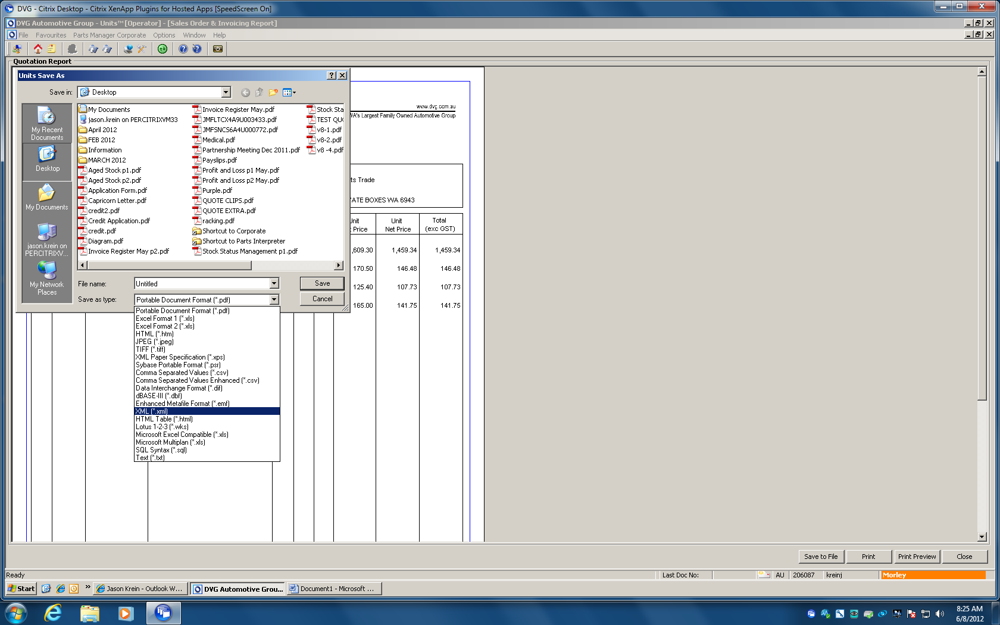 DVG - Citrix Desktop - Citrix XenApp Plugins for Hosted Apps [SpeedScreen On]
DVG Automotive Group - Units™ [Operator] - [Sales Order & Invoicing Report]
File Favourites Parts Manager Corporate Options Window Help
Quotation Report
Units Save As
Save in: Desktop
My Recent Documents
Desktop
My Documents
jason.krein on PERCITRIXV...
My Network Places
My Documents
jason.krein on PERCITRIXVM33
April 2012
FEB 2012
Information
MARCH 2012
Aged Stock p1.pdf
Aged Stock p2.pdf
Application Form.pdf
Capricorn Letter.pdf
credit2.pdf
Credit Application.pdf
credit.pdf
Diagram.pdf
Invoice Register May p2.pdf
Invoice Register May.pdf
JMFLTCX4A9U003433.pdf
JMFSNCS6A4U000772.pdf
Medical.pdf
Partnership Meeting Dec 2011.pdf
Payslips.pdf
Profit and Loss p1 May.pdf
Profit and Loss p2 May.pdf
Purple.pdf
QUOTE CLIPS.pdf
QUOTE EXTRA.pdf
racking.pdf
Shortcut to Corporate
Shortcut to Parts Interpreter
Stock Status Management p1.pdf
Stock Sta
TEST QUO
v8-1.pdf
v8-2.pdf
v8 -4.pdf
File name: Untitled Save
Save as type: Portable Document Format (*.pdf) Cancel
Portable Document Format (*.pdf)
Excel Format 1 (*.xls)
Excel Format 2 (*.xls)
HTML (*.htm)
JPEG (*.jpeg)
TIFF (*.tiff)
XML Paper Specification (*.xps)
Sybase Portable Format (*.psr)
Comma Separated Values (*.csv)
Comma Separated Values Enhanced (*.csv)
Data Interchange Format (*.dif)
dBASE-III (*.dbf)
Enhanced Metafile Format (*.emf)
XML (*.xml)
HTML Table (*.html)
Lotus 1-2-3 (*.wks)
Microsoft Excel Compatible (*.xls)
Microsoft Multiplan (*.xls)
SQL Syntax (*.sql)
Text (*.txt)
www.dvg.com.au
WA's Largest Family Owned Automotive Group
ts Trade
ATE BOXES WA 6943
Unit Unit Total
Price Net Price (exc GST)
,609.30 1,459.34 1,459.34
170.50 146.48 146.48
125.40 107.73 107.73
165.00 141.75 141.75
Save to File Print Print Preview Close
Ready Last Doc No: AU 206087 kreinj Morley
Start » Jason Krein - Outlook W... DVG Automotive Grou... Document1 - Microsoft ...
8:25 AM
6/8/2012